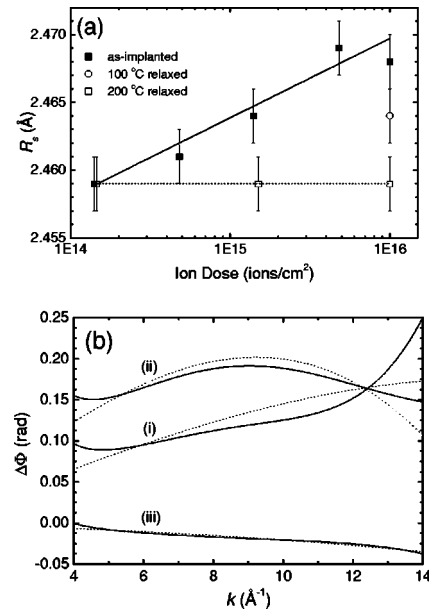 (a)
as-implanted
100 °C relaxed
200 °C relaxed
2.470
2.465
2.460
2.455
Rs (Å)
1E14
1E15
1E16
Ion Dose (ions/cm²)
(b)
0.25
0.20
0.15
0.10
0.05
0.00
-0.05
ΔΦ (rad)
(ii)
(i)
(iii)
4
6
8
10
12
14
k (Å⁻¹)